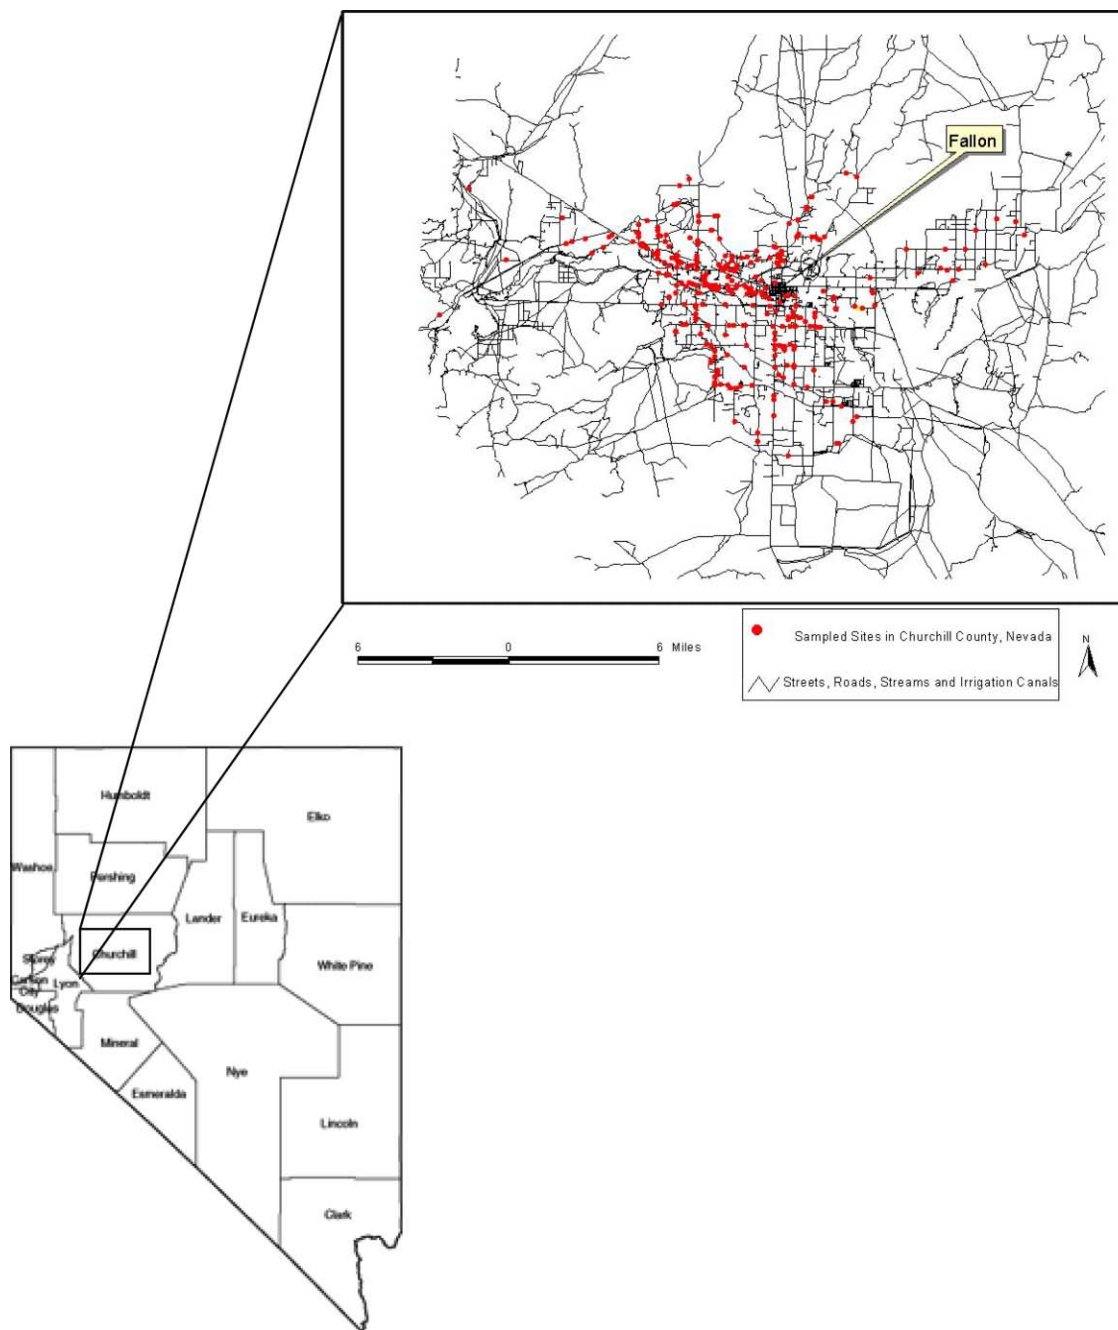 Fallon
6 0 6 Miles
Sampled Sites in Churchill County, Nevada
N
Streets, Roads, Streams and Irrigation Canals
Humboldt
Elko
Washoe
Pershing
Lander
Eureka
Churchill
Storey
White Pine
Carson
City
Lyon
Douglas
Mineral
Nye
Esmeralda
Lincoln
Clark